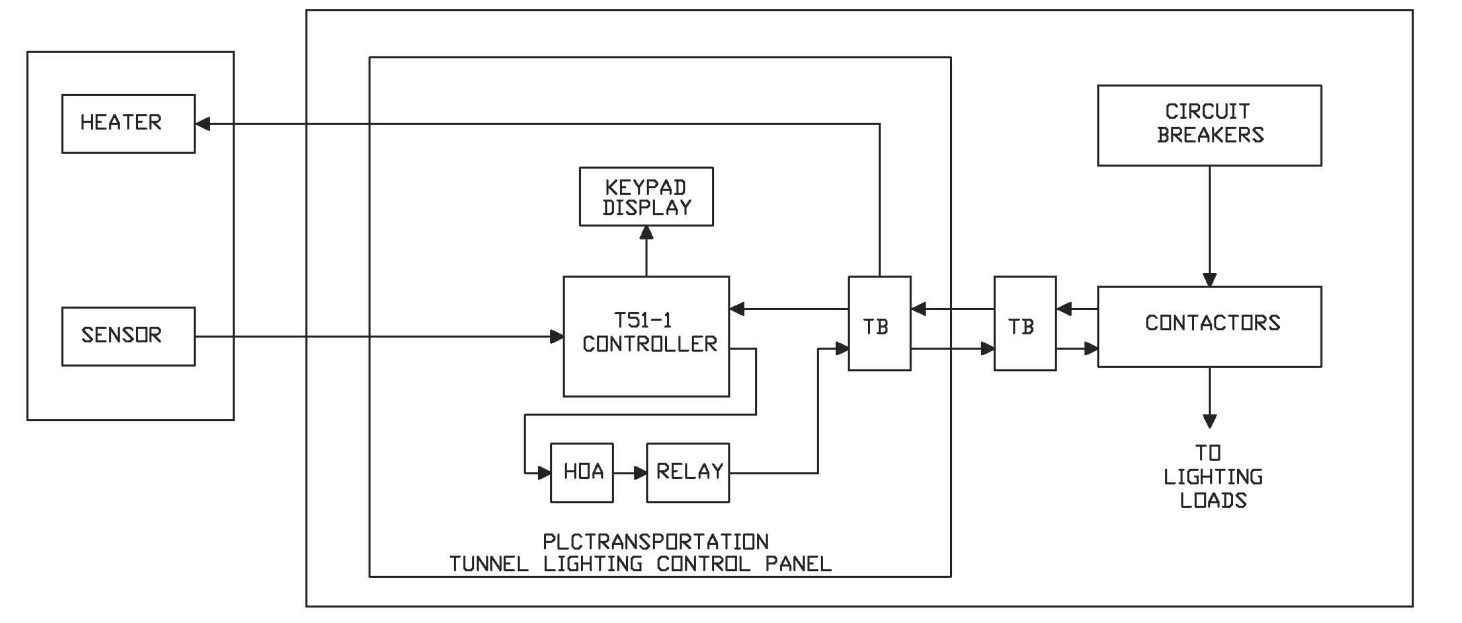 HEATER
SENSOR
KEYPAD
DISPLAY
T51-1
CONTROLLER
HOA
RELAY
TB
TB
CIRCUIT
BREAKERS
CONTACTORS
TO
LIGHTING
LOADS
PLCTRANSPORTATION
TUNNEL LIGHTING CONTROL PANEL